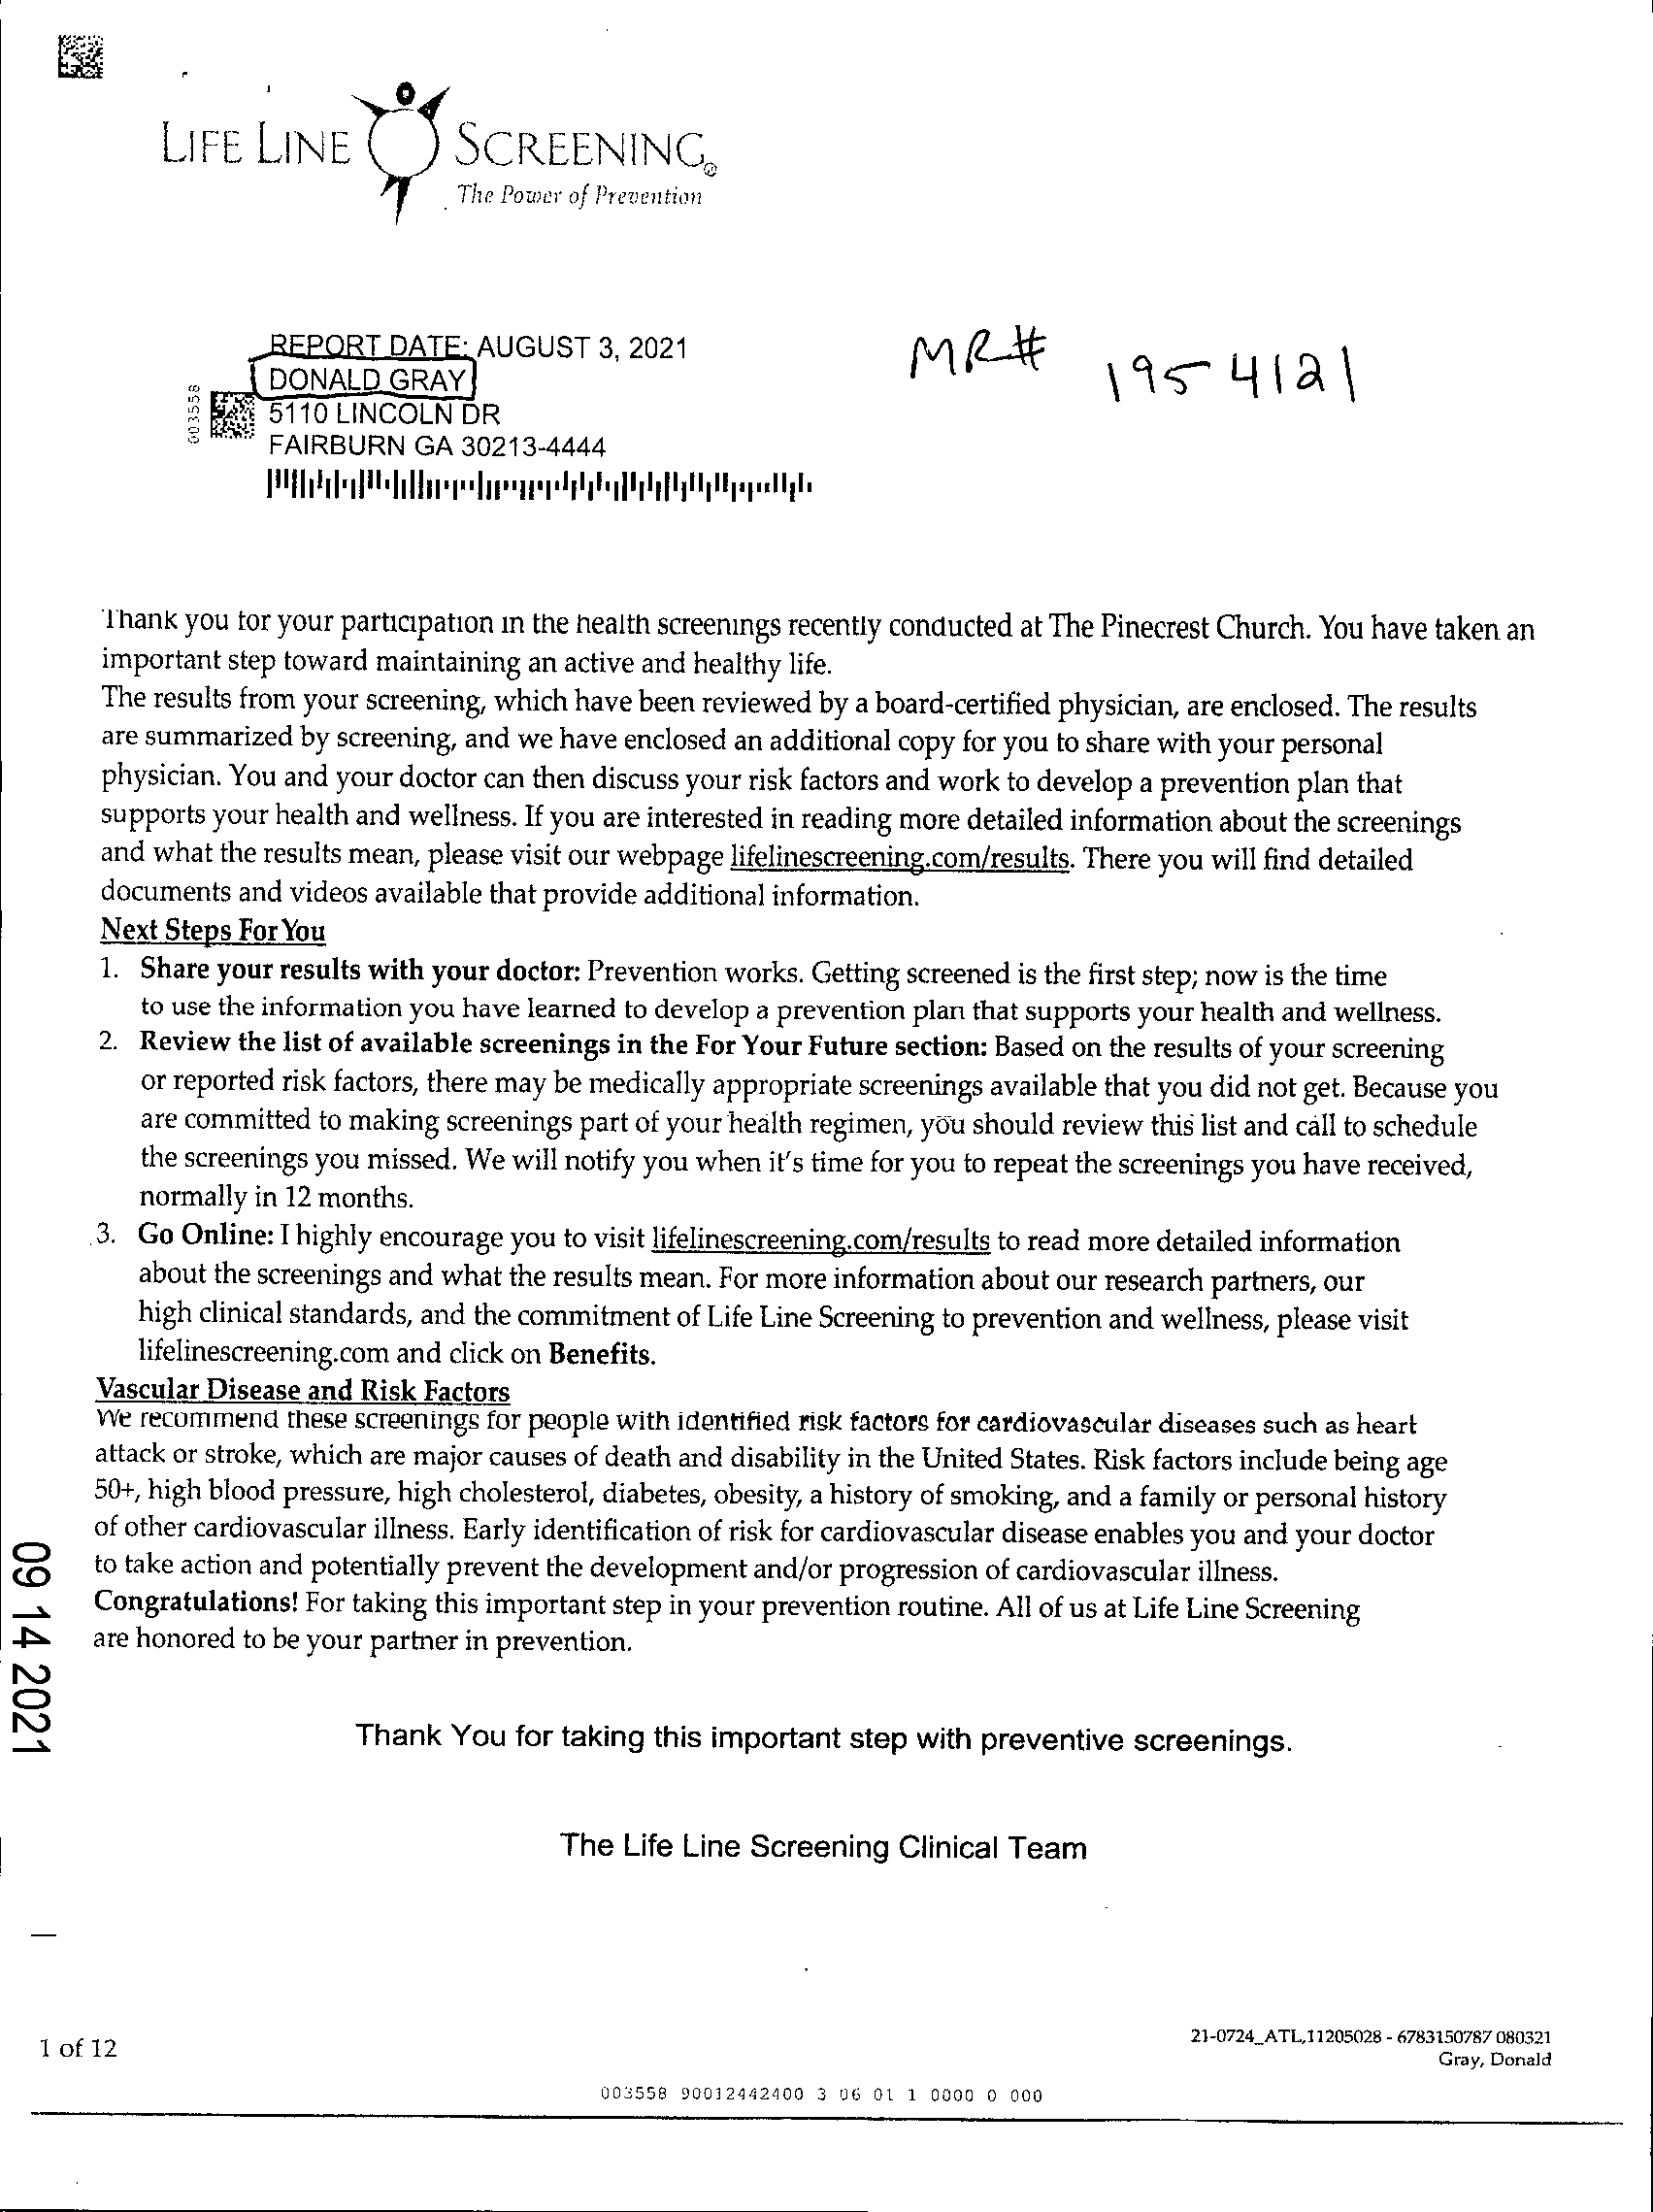 LIFE LINE SCREENING®
The Power of Prevention
REPORT DATE: AUGUST 3, 2021
MR# 195 4121
DONALD GRAY
003558
5110 LINCOLN DR
FAIRBURN GA 30213-4444
Thank you for your participation in the health screenings recently conducted at The Pinecrest Church. You have taken an
important step toward maintaining an active and healthy life.
The results from your screening, which have been reviewed by a board-certified physician, are enclosed. The results
are summarized by screening, and we have enclosed an additional copy for you to share with your personal
physician. You and your doctor can then discuss your risk factors and work to develop a prevention plan that
supports your health and wellness. If you are interested in reading more detailed information about the screenings
and what the results mean, please visit our webpage lifelinescreening.com/results. There you will find detailed
documents and videos available that provide additional information.
Next Steps For You
1. Share your results with your doctor: Prevention works. Getting screened is the first step; now is the time
to use the information you have learned to develop a prevention plan that supports your health and wellness.
2. Review the list of available screenings in the For Your Future section: Based on the results of your screening
or reported risk factors, there may be medically appropriate screenings available that you did not get. Because you
are committed to making screenings part of your health regimen, you should review this list and call to schedule
the screenings you missed. We will notify you when it's time for you to repeat the screenings you have received,
normally in 12 months.
3. Go Online: I highly encourage you to visit lifelinescreening.com/results to read more detailed information
about the screenings and what the results mean. For more information about our research partners, our
high clinical standards, and the commitment of Life Line Screening to prevention and wellness, please visit
lifelinescreening.com and click on Benefits.
Vascular Disease and Risk Factors
We recommend these screenings for people with identified risk factors for cardiovascular diseases such as heart
attack or stroke, which are major causes of death and disability in the United States. Risk factors include being age
50+, high blood pressure, high cholesterol, diabetes, obesity, a history of smoking, and a family or personal history
of other cardiovascular illness. Early identification of risk for cardiovascular disease enables you and your doctor
to take action and potentially prevent the development and/or progression of cardiovascular illness.
Congratulations! For taking this important step in your prevention routine. All of us at Life Line Screening
are honored to be your partner in prevention.
09 14 2021
Thank You for taking this important step with preventive screenings.
The Life Line Screening Clinical Team
1 of 12
21-0724_ATL,11205028 - 6783150787 080321
Gray, Donald
003558 90012442400 3 06 01 1 0000 0 000